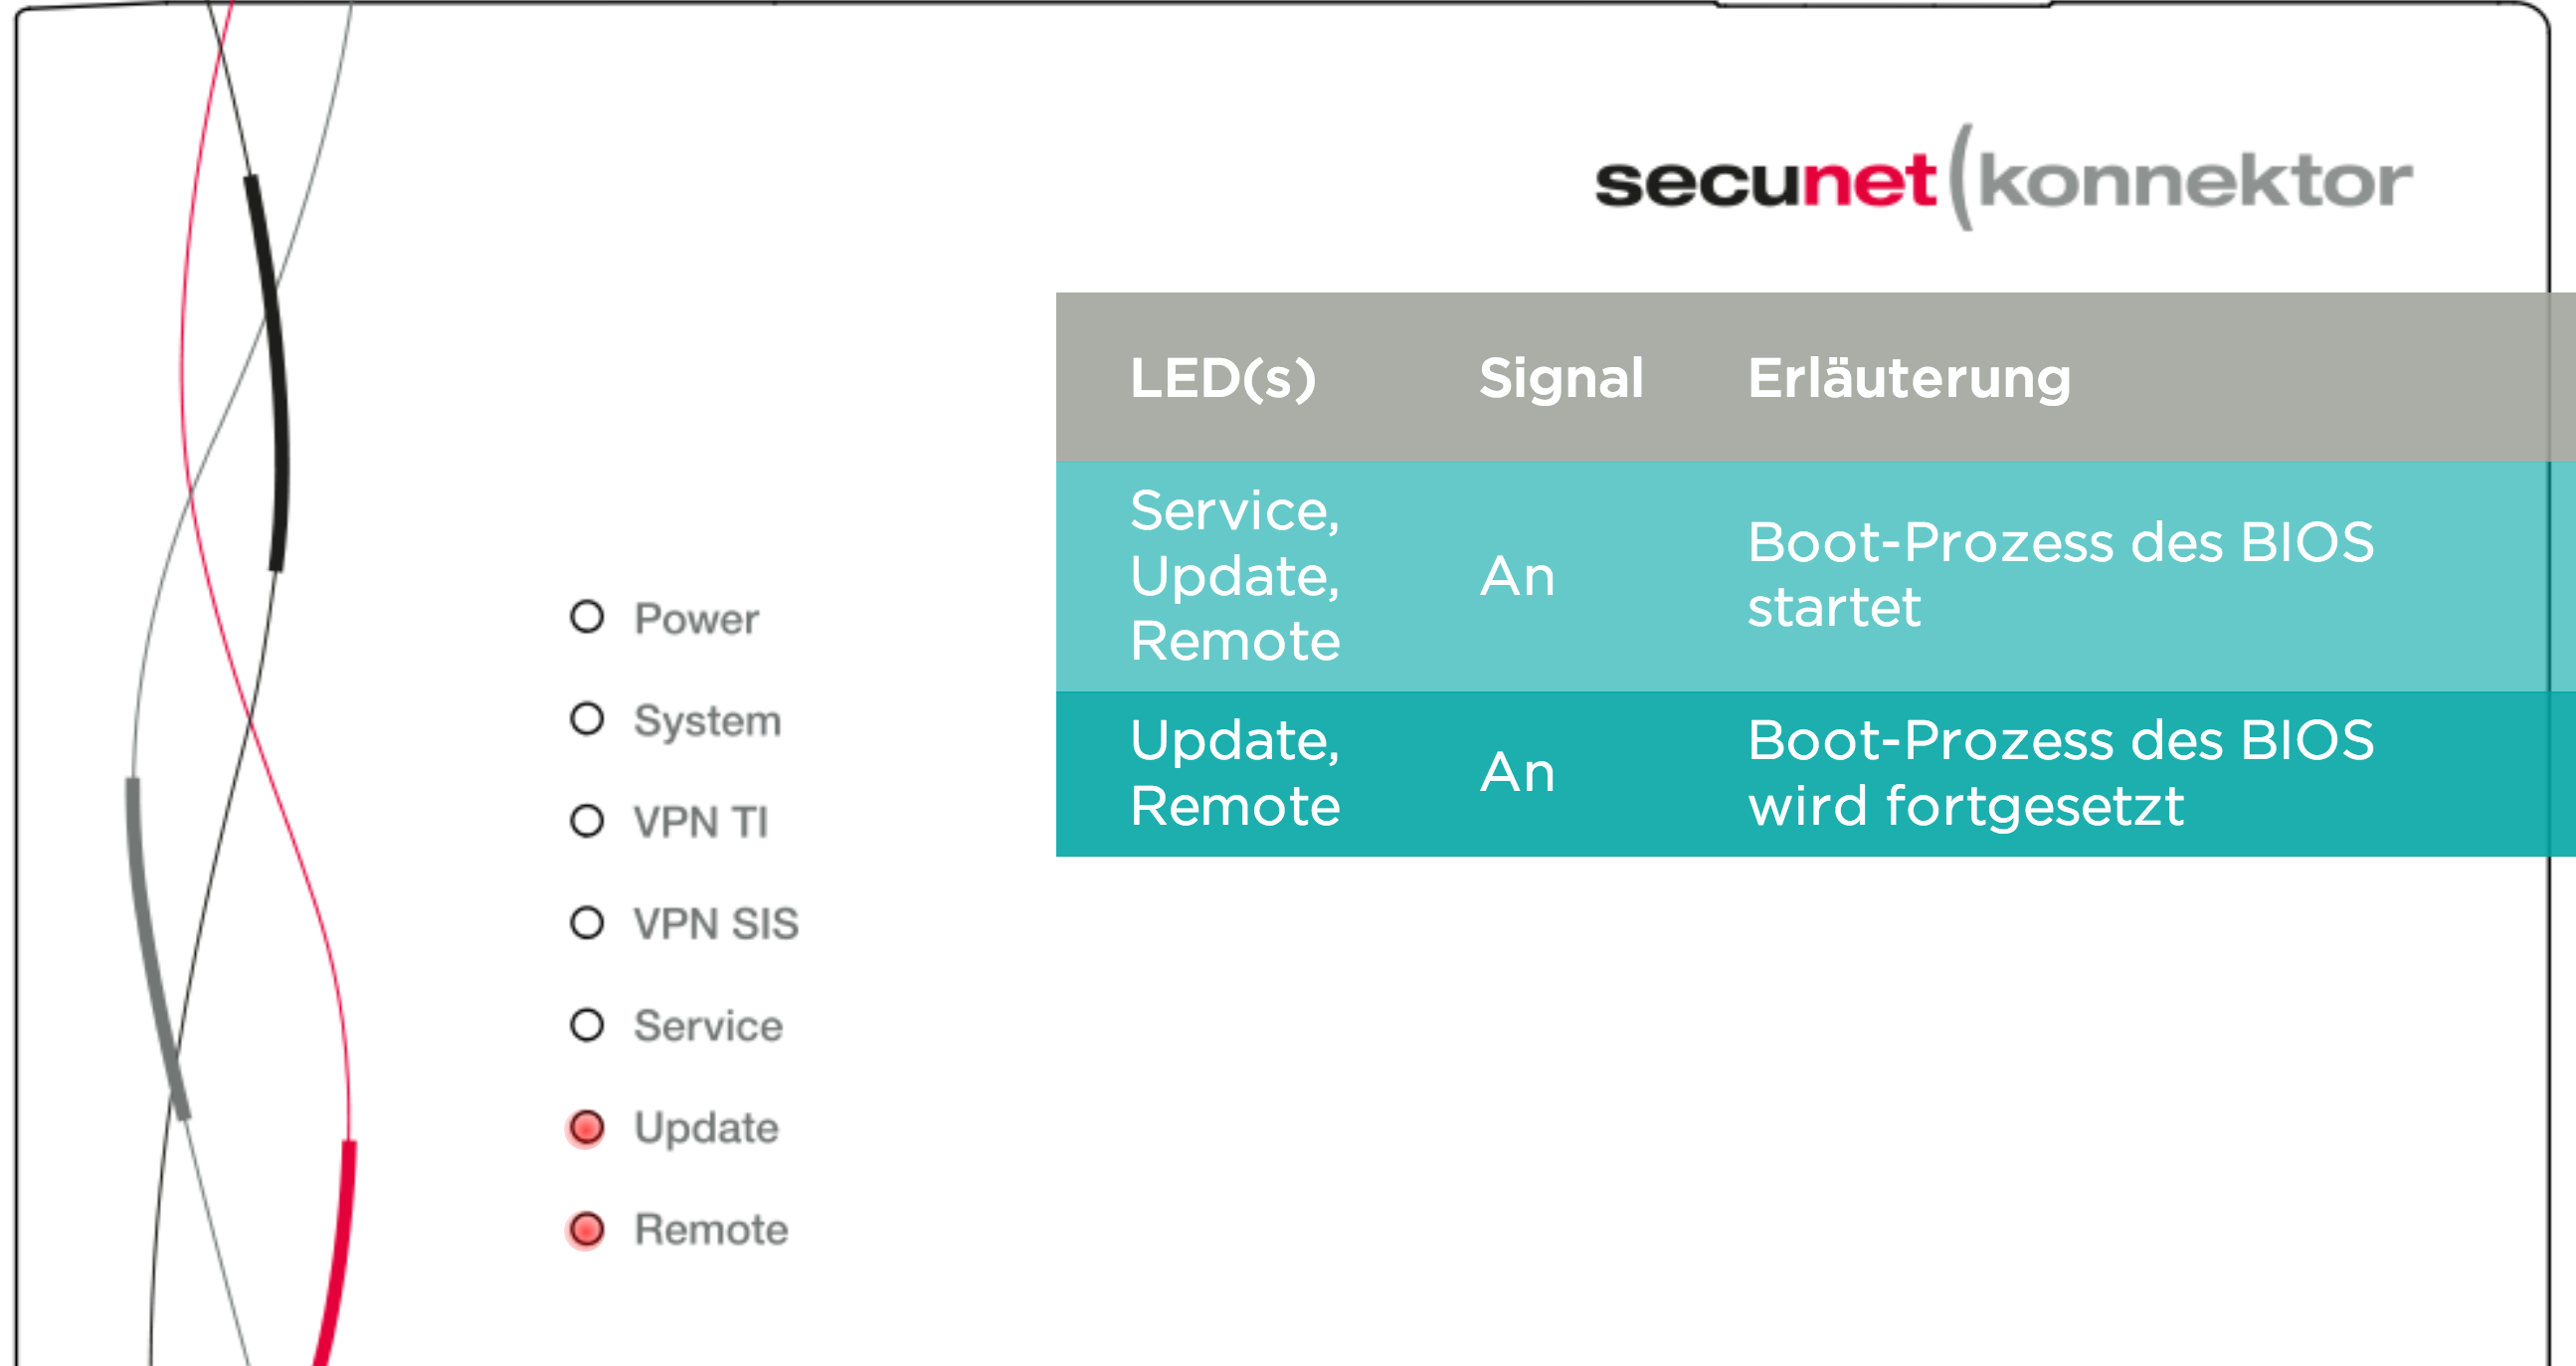 secunet(konnektor
LED(s) Signal Erläuterung
Service,
Update,
Remote
An
Boot-Prozess des BIOS
startet
Update,
Remote
An
Boot-Prozess des BIOS
wird fortgesetzt
Power
System
VPN TI
VPN SIS
Service
Update
Remote